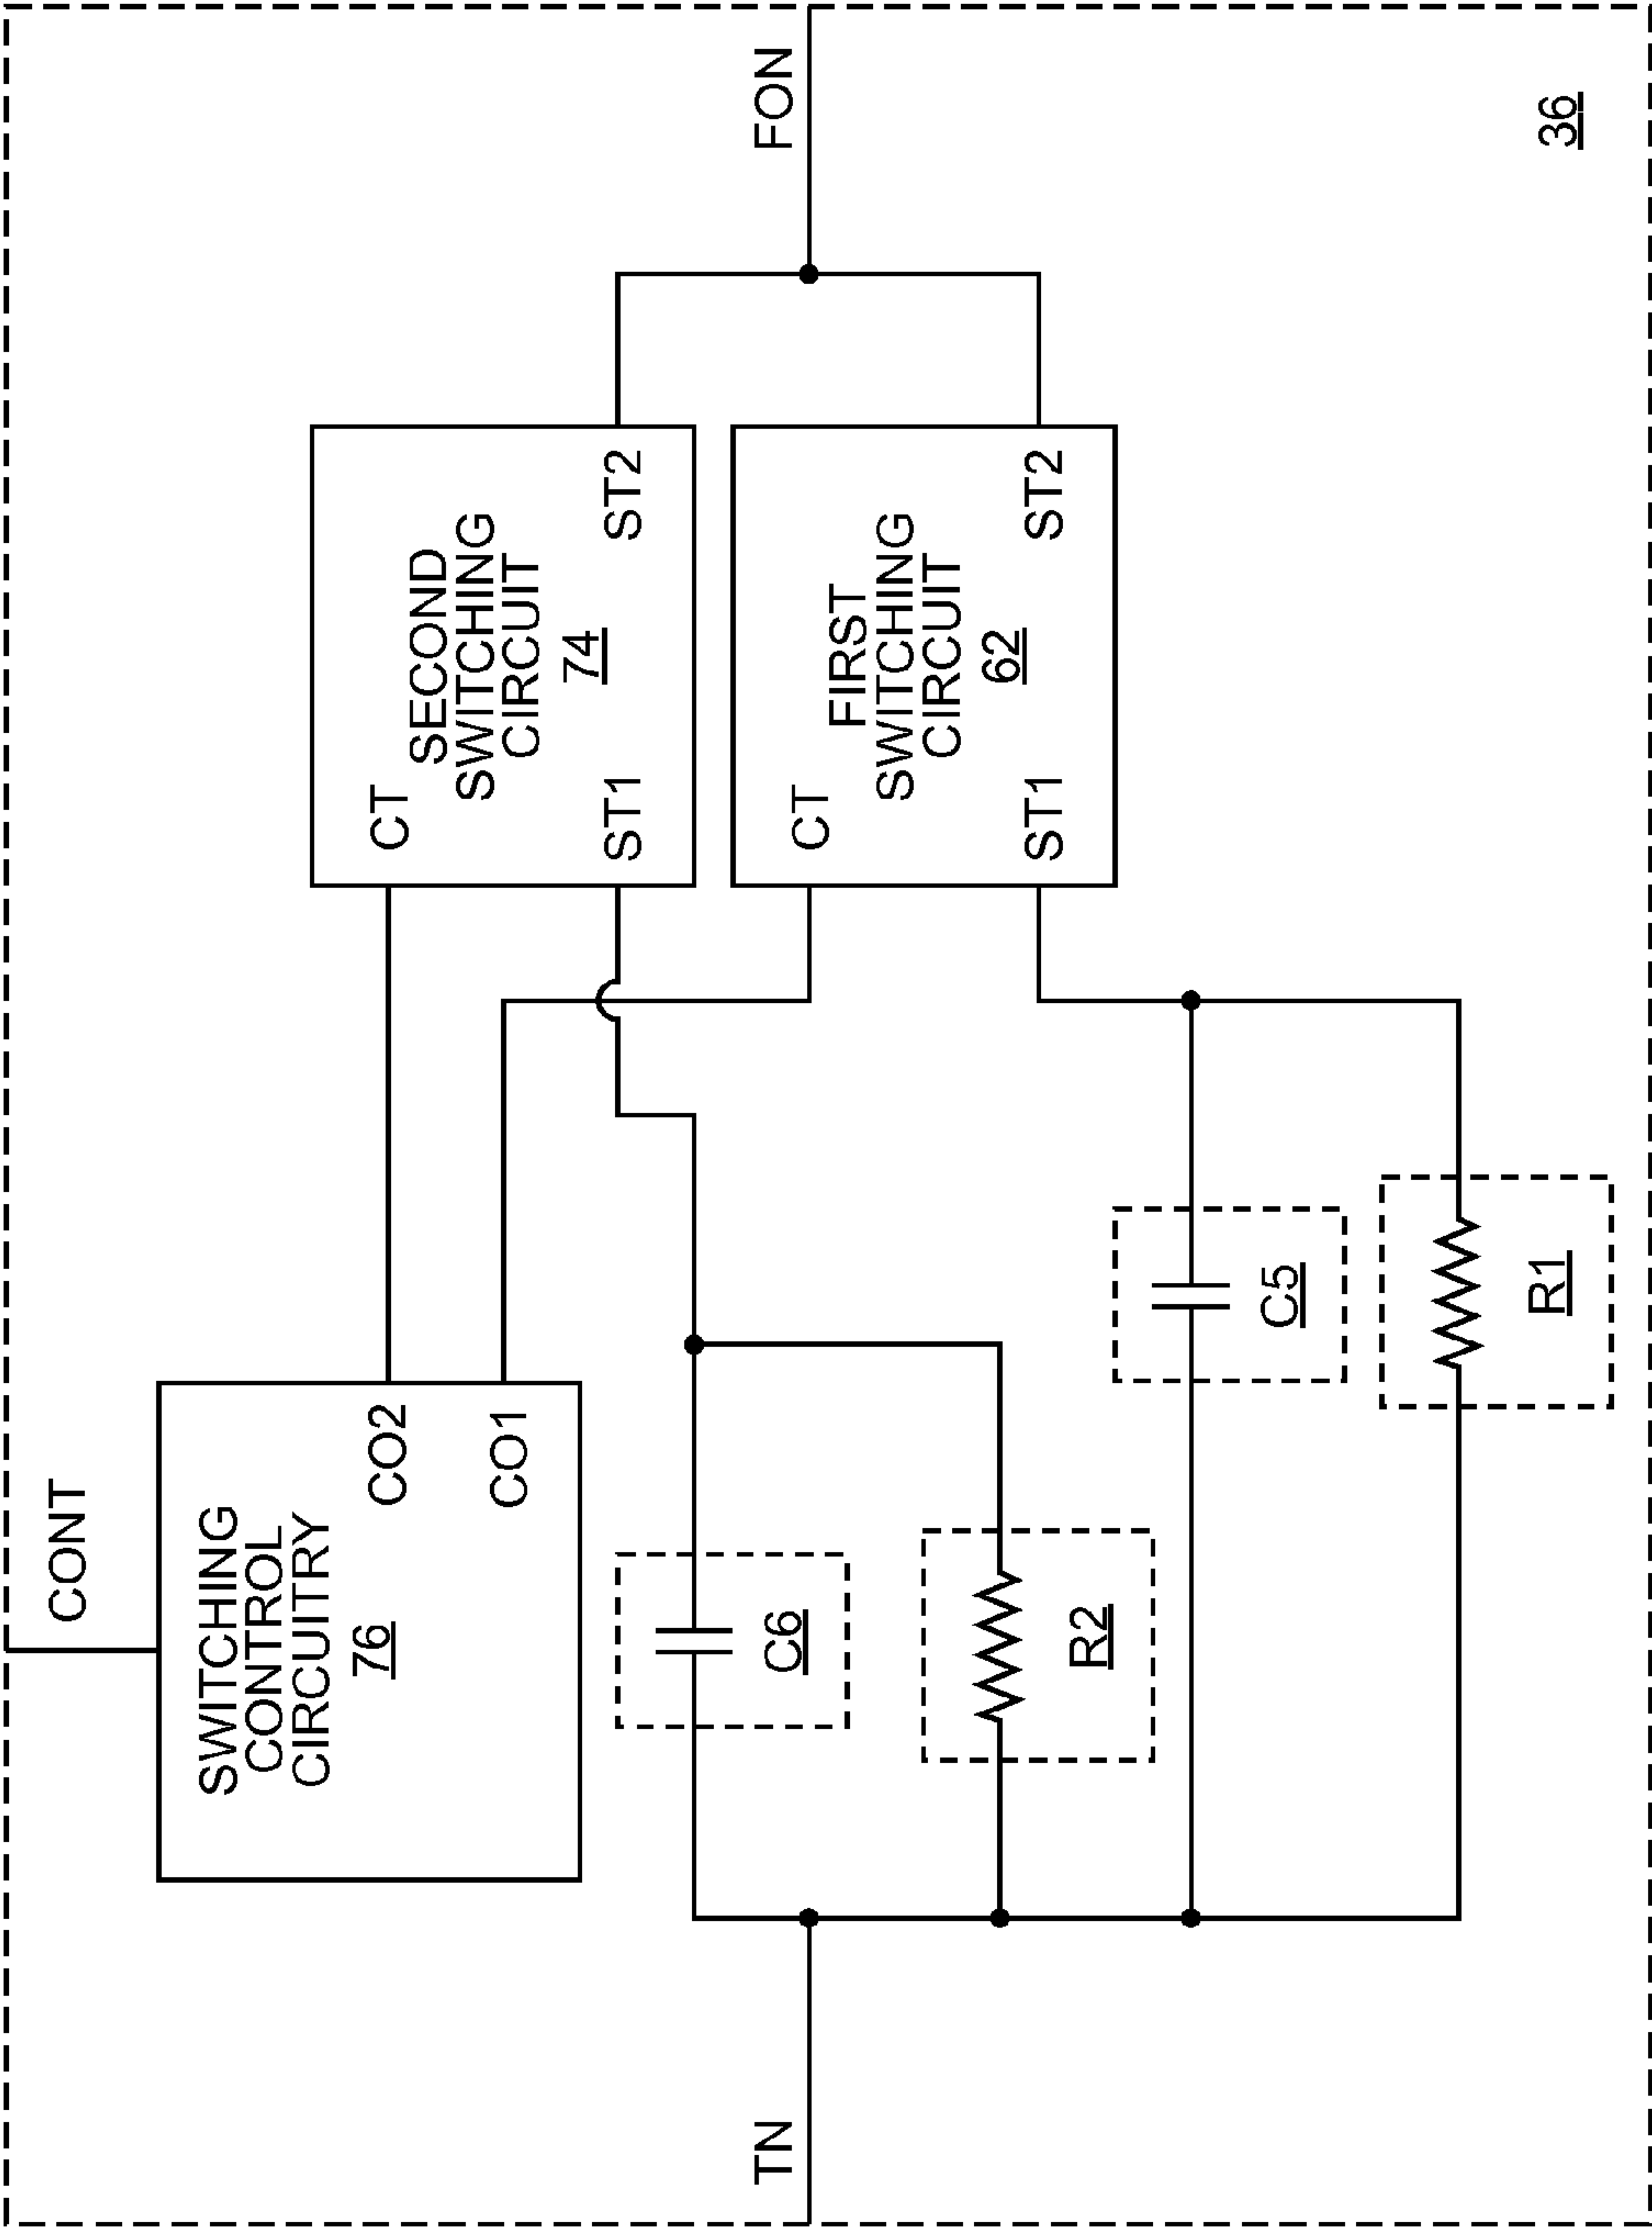 CONT
SWITCHING
CONTROL
CIRCUITRY
76
CO2
CO1
CT
SECOND
SWITCHING
CIRCUIT
74
ST1
ST2
CT
FIRST
SWITCHING
CIRCUIT
62
ST1
ST2
TN
FON
C6
R2
C5
R1
36